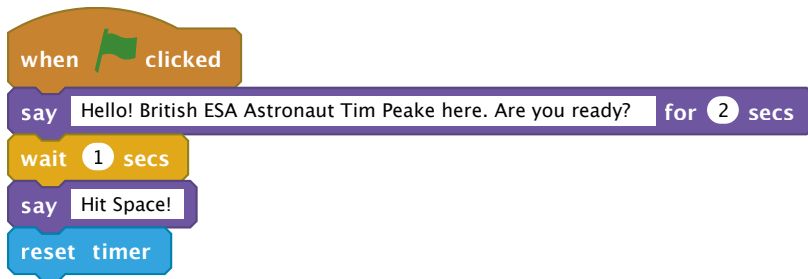 when clicked
say Hello! British ESA Astronaut Tim Peake here. Are you ready? for 2 secs
wait 1 secs
say Hit Space!
reset timer